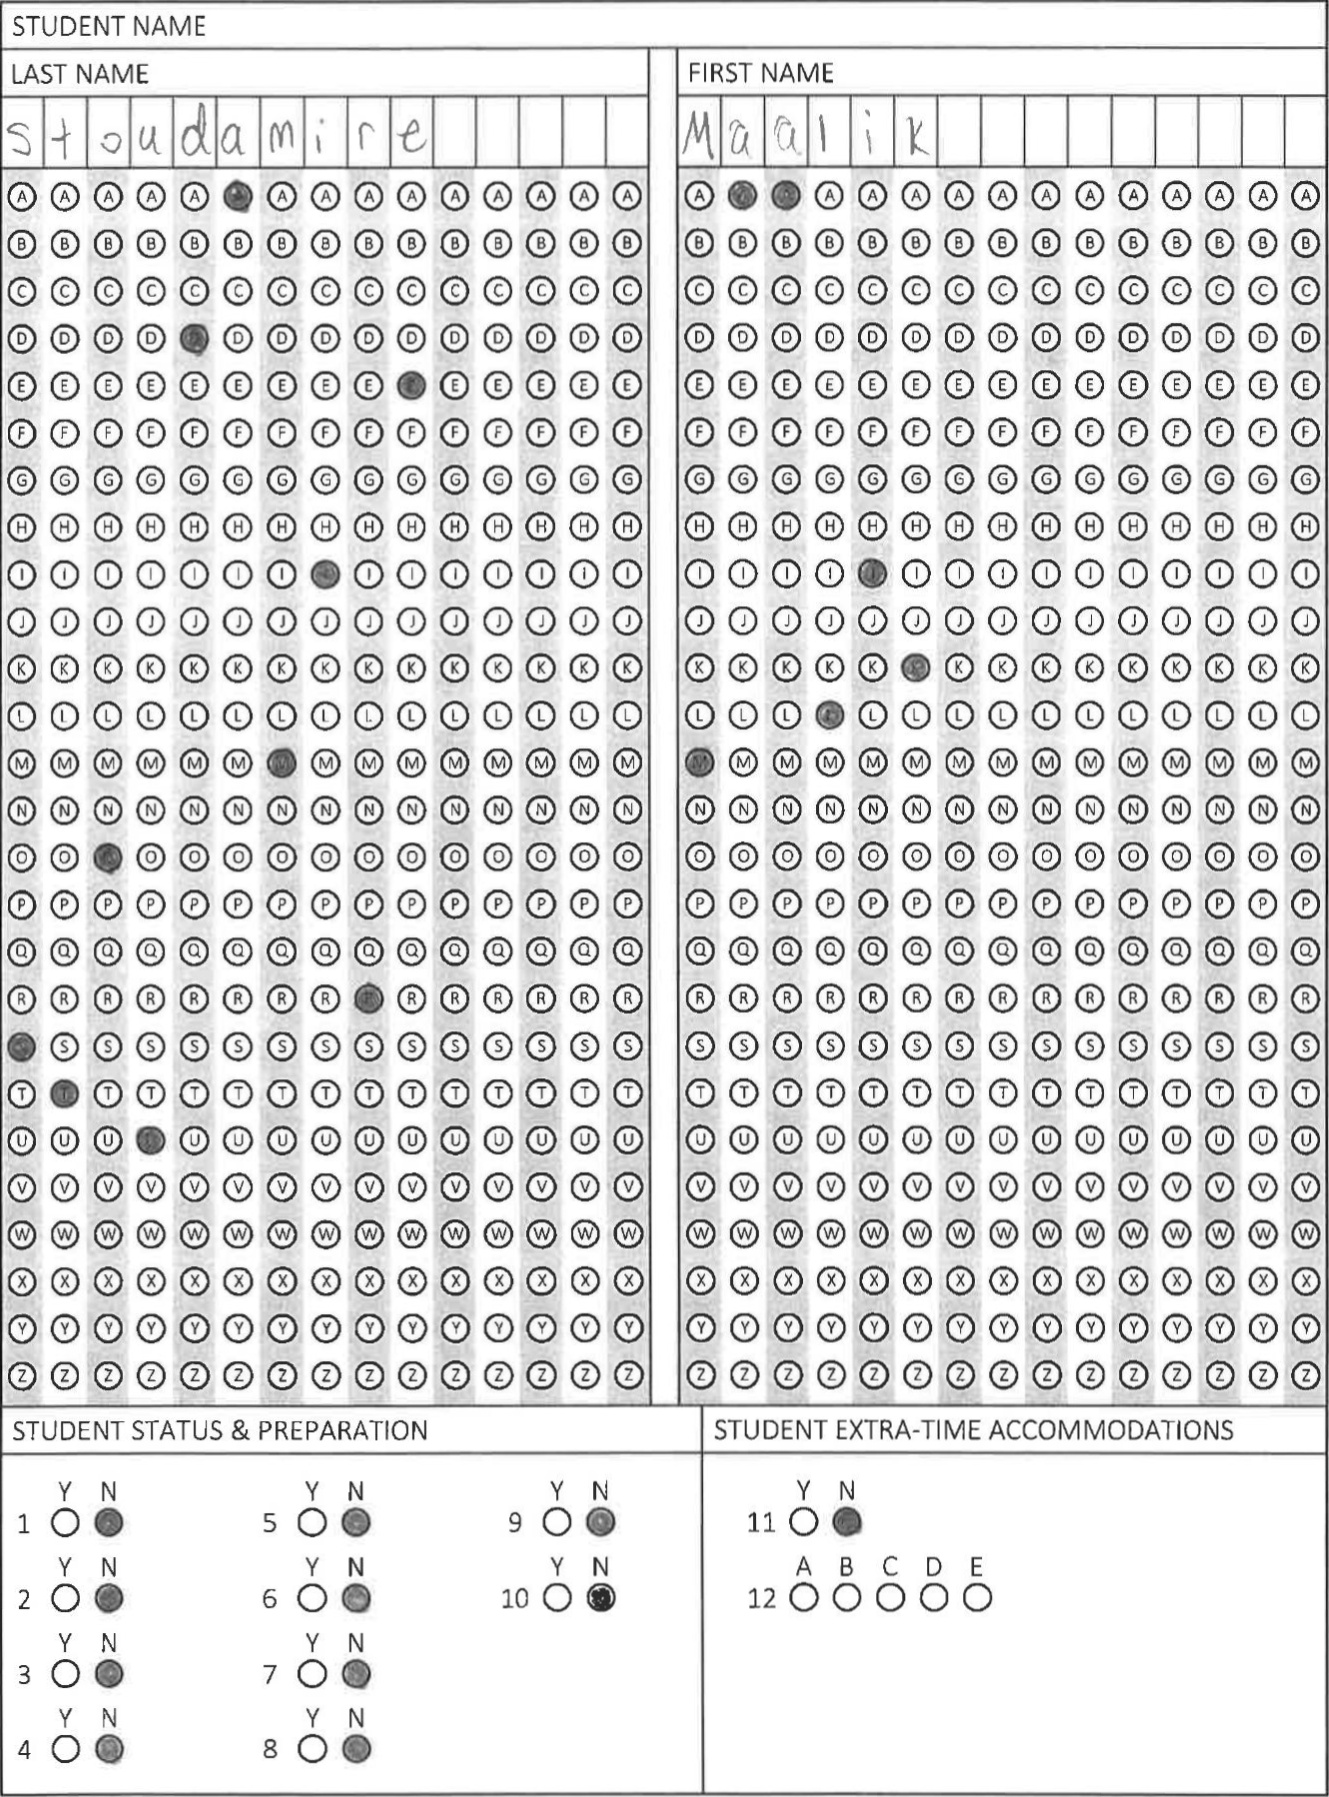 STUDENT NAME
LAST NAME FIRST NAME
Stoudamire Maalik
A A A A A A A A A A A A A A A A A A A A A A A A A A A
B B B B B B B B B B B B B B B B B B B B B B B B B B B B B B
C C C C C C C C C C C C C C C C C C C C C C C C C C C C C C
D D D D D D D D D D D D D D D D D D D D D D D D D D D D D
E E E E E E E E E E E E E E E E E E E E E E E E E E E E E E
F F F F F F F F F F F F F F F F F F F F F F F F F F F F F F
G G G G G G G G G G G G G G G G G G G G G G G G G G G G G G
H H H H H H H H H H H H H H H H H H H H H H H H H H H H H H
I I I I I I I I I I I I I I I I I I I I I I I I I I I I I
J J J J J J J J J J J J J J J J J J J J J J J J J J J J J J
K K K K K K K K K K K K K K K K K K K K K K K K K K K K K
L L L L L L L L L L L L L L L L L L L L L L L L L L L L L
M M M M M M M M M M M M M M M M M M M M M M M M M M M M M M
N N N N N N N N N N N N N N N N N N N N N N N N N N N N N N
O O O O O O O O O O O O O O O O O O O O O O O O O O O O O
P P P P P P P P P P P P P P P P P P P P P P P P P P P P P P
Q Q Q Q Q Q Q Q Q Q Q Q Q Q Q Q Q Q Q Q Q Q Q Q Q Q Q Q Q Q
R R R R R R R R R R R R R R R R R R R R R R R R R R R R R
S S S S S S S S S S S S S S S S S S S S S S S S S S S S S
T T T T T T T T T T T T T T T T T T T T T T T T T T T T T T
U U U U U U U U U U U U U U U U U U U U U U U U U U U U U
V V V V V V V V V V V V V V V V V V V V V V V V V V V V V V
W W W W W W W W W W W W W W W W W W W W W W W W W W W W W W
X X X X X X X X X X X X X X X X X X X X X X X X X X X X X X
Y Y Y Y Y Y Y Y Y Y Y Y Y Y Y Y Y Y Y Y Y Y Y Y Y Y Y Y Y Y
Z Z Z Z Z Z Z Z Z Z Z Z Z Z Z Z Z Z Z Z Z Z Z Z Z Z Z Z Z Z
STUDENT STATUS & PREPARATION STUDENT EXTRA-TIME ACCOMMODATIONS
Y N Y N Y N Y N
1 5 9 11
Y N Y N Y N A B C D E
2 6 10 12
Y N Y N
3 7
Y N Y N
4 8